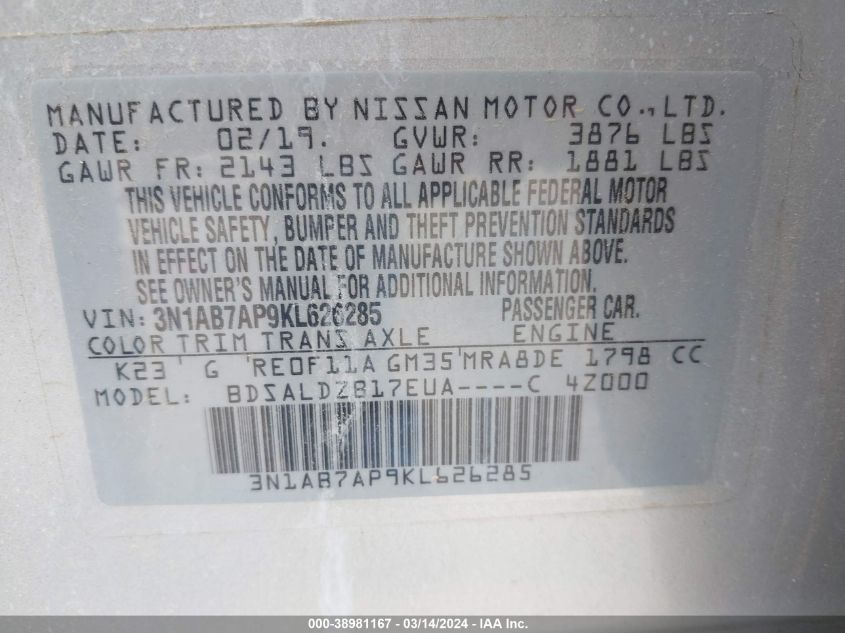 MANUFACTURED BY NISSAN MOTOR CO., LTD.
DATE: 02/19. GVWR: 3876 LBS
GAWR FR: 2143 LBS GAWR RR: 1881 LBS
THIS VEHICLE CONFORMS TO ALL APPLICABLE FEDERAL MOTOR
VEHICLE SAFETY, BUMPER AND THEFT PREVENTION STANDARDS
IN EFFECT ON THE DATE OF MANUFACTURE SHOWN ABOVE.
SEE OWNER'S MANUAL FOR ADDITIONAL INFORMATION.
VIN: 3N1AB7AP9KL626285 PASSENGER CAR.
COLOR TRIM TRANS AXLE ENGINE
K23 G RE0F11A GM35 MRA8DE 1798 CC
MODEL: BDSALDZB17EUA----C 4Z000
3N1AB7AP9KL626285
000-38981167 - 03/14/2024 - IAA Inc.